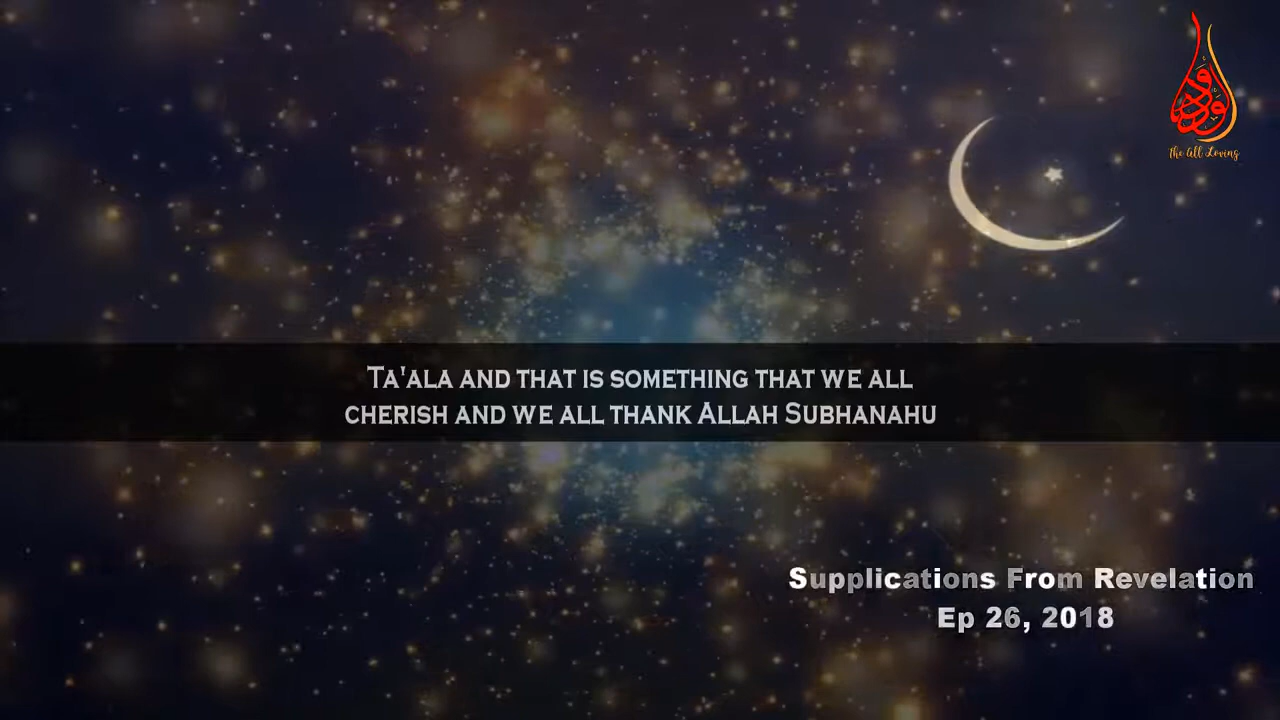 الودود
The All Loving
Ta'ala and that is something that we all
cherish and we all thank Allah Subhanahu
Supplications From Revelation
Ep 26, 2018